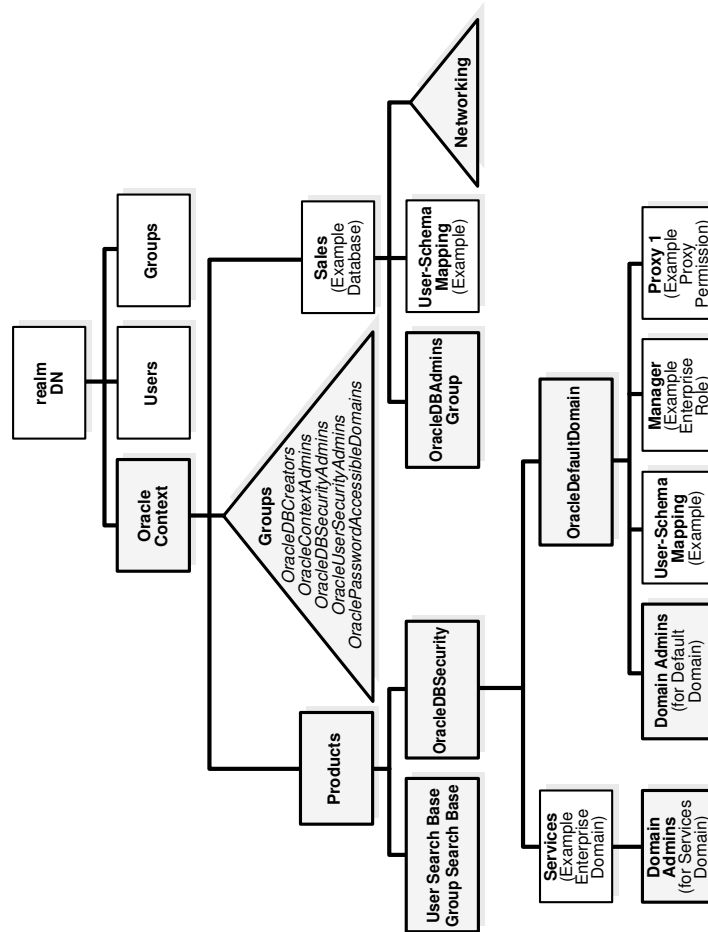 realm
DN
Oracle
Context
Users
Groups
Groups
OracleDBCreators
OracleContextAdmins
OracleDBSecurityAdmins
OracleUserSecurityAdmins
OraclePasswordAccessibleDomains
Products
Sales
(Example
Database)
User Search Base
Group Search Base
OracleDBSecurity
OracleDBAdmins
Group
User-Schema
Mapping
(Example)
Networking
Services
(Example
Enterprise
Domain)
OracleDefaultDomain
Domain
Admins
(for Services
Domain)
Domain Admins
(for Default
Domain)
User-Schema
Mapping
(Example)
Manager
(Example
Enterprise
Role)
Proxy 1
(Example
Proxy
Permission)